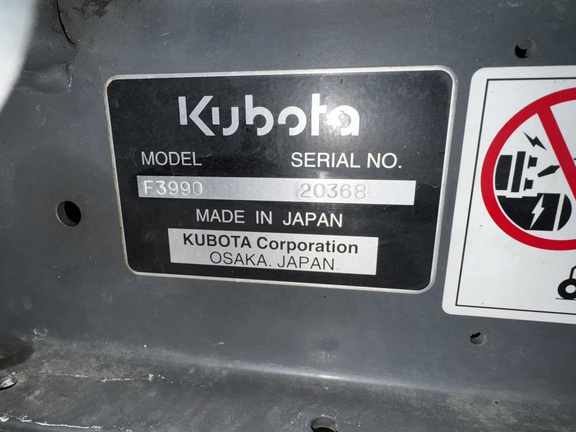 Kubota
MODEL SERIAL NO.
F3990 20368
MADE IN JAPAN
KUBOTA Corporation
OSAKA. JAPAN